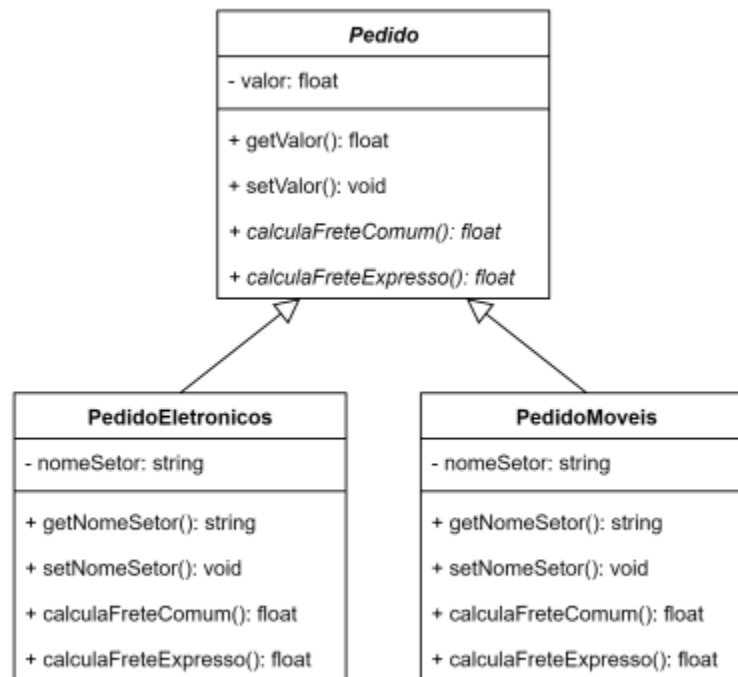 Pedido
- valor: float
+ getValor(): float
+ setValor(): void
+ calculaFreteComum(): float
+ calculaFreteExpresso(): float
PedidoEletronicos
- nomeSetor: string
+ getNomeSetor(): string
+ setNomeSetor(): void
+ calculaFreteComum(): float
+ calculaFreteExpresso(): float
PedidoMoveis
- nomeSetor: string
+ getNomeSetor(): string
+ setNomeSetor(): void
+ calculaFreteComum(): float
+ calculaFreteExpresso(): float